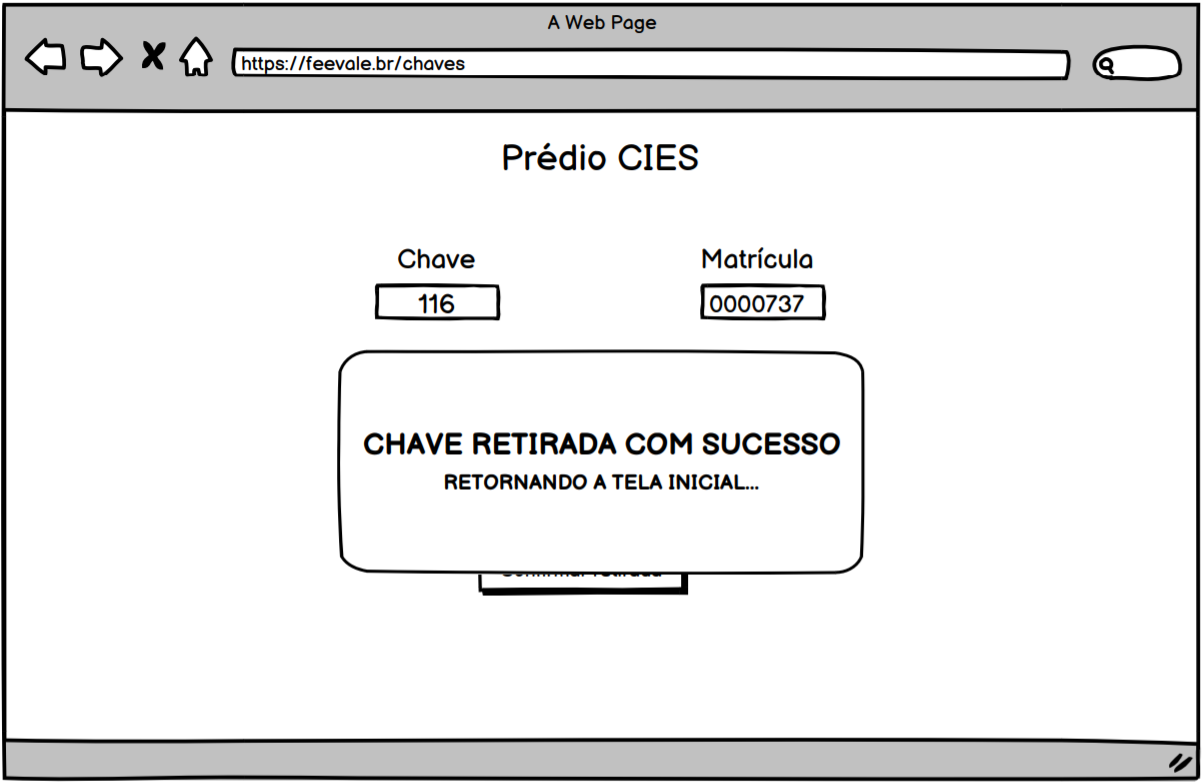 A Web Page
https://feevale.br/chaves
Prédio CIES
Chave
Matrícula
116
0000737
CHAVE RETIRADA COM SUCESSO
RETORNANDO A TELA INICIAL...